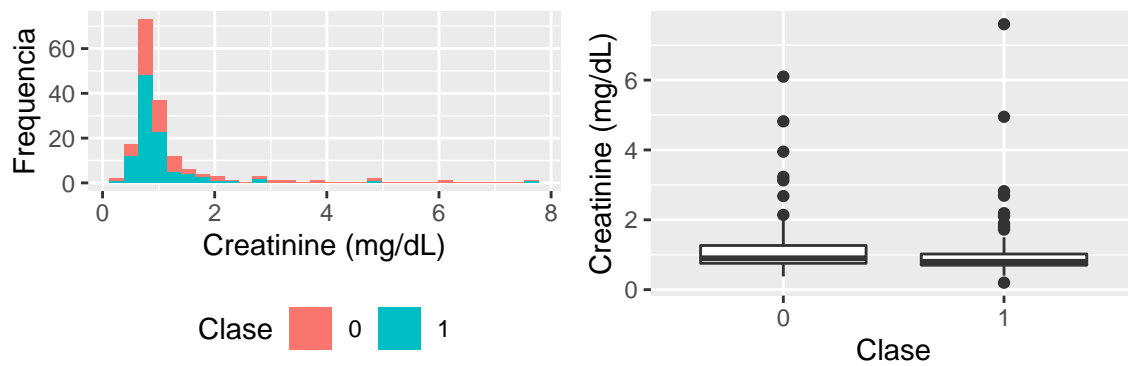 Frequencia
60
40
20
0
0 2 4 6 8
Creatinine (mg/dL)
Clase 0 1
Creatinine (mg/dL)
6
4
2
0
0 1
Clase